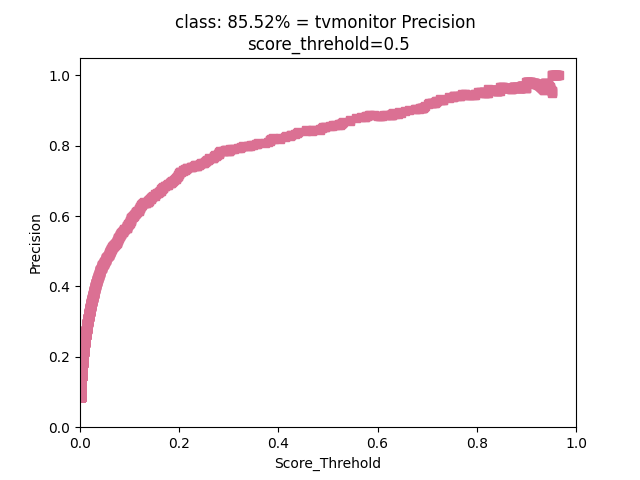 class: 85.52% = tvmonitor Precision
score_threhold=0.5
1.0
0.8
0.6
0.4
0.2
0.0
Precision
0.0 0.2 0.4 0.6 0.8 1.0
Score_Threhold